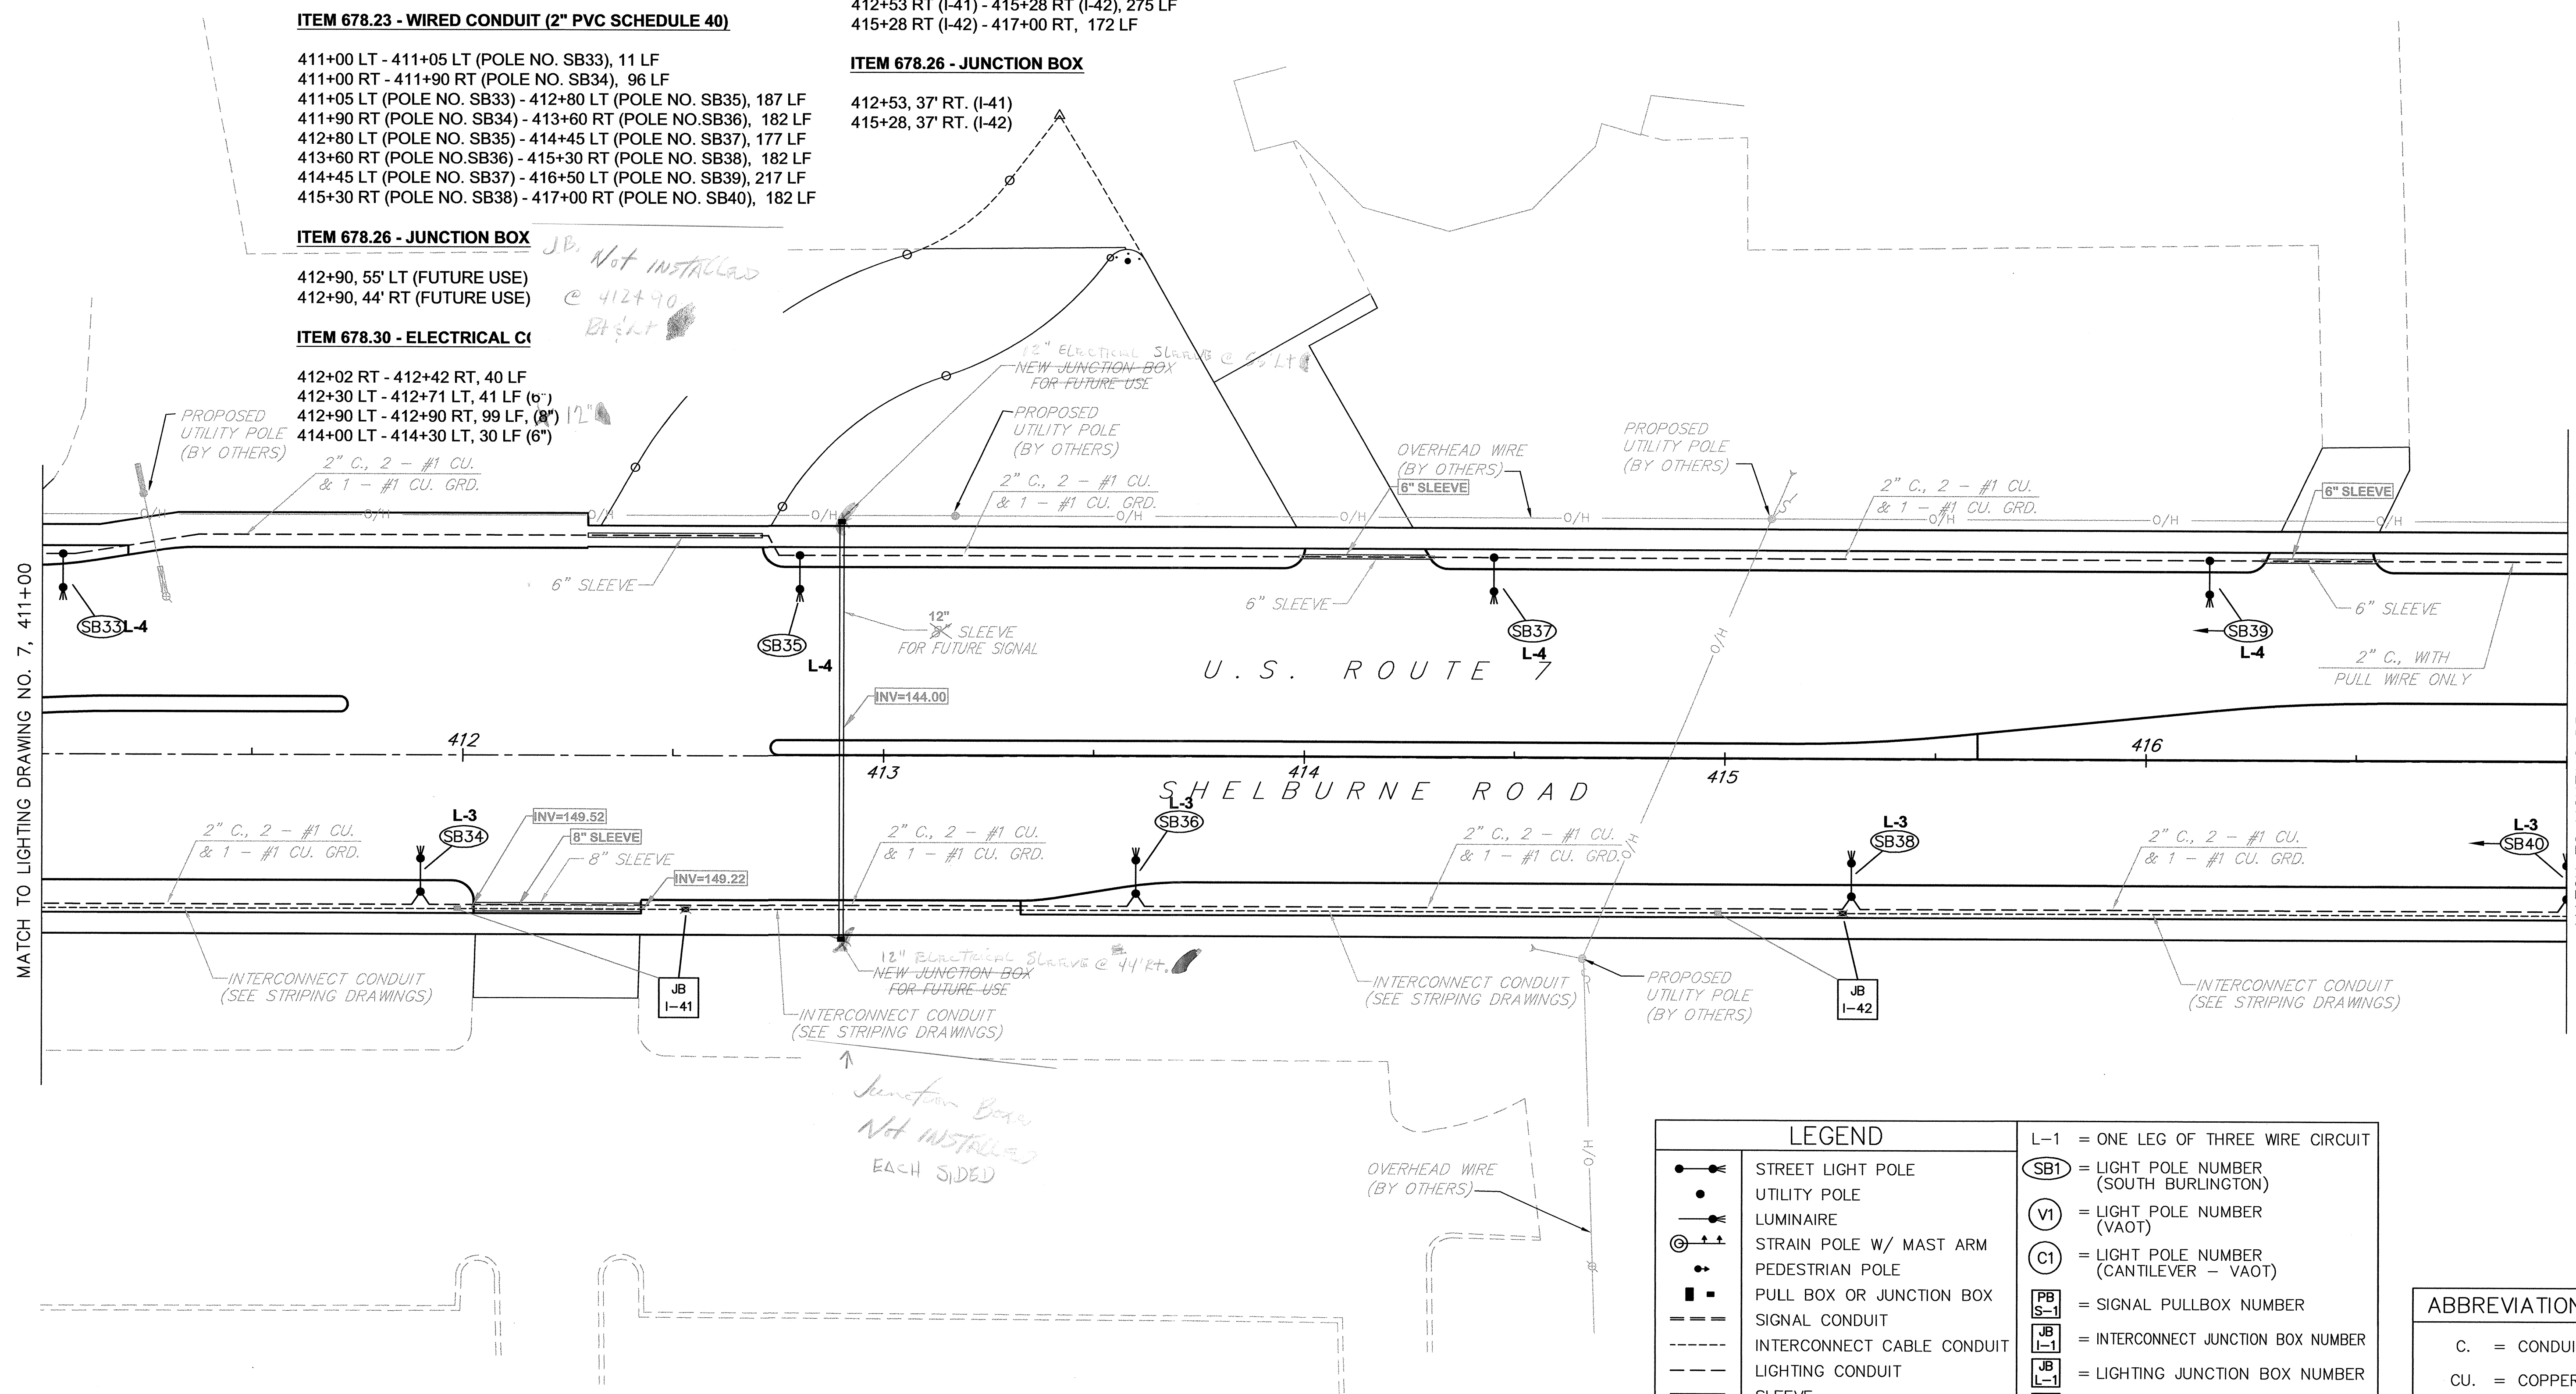 ITEM 678.23 - WIRED CONDUIT (2" PVC SCHEDULE 40)
411+00 LT - 411+05 LT (POLE NO. SB33), 11 LF
411+00 RT - 411+90 RT (POLE NO. SB34), 96 LF
411+05 LT (POLE NO. SB33) - 412+80 LT (POLE NO. SB35), 187 LF
411+90 RT (POLE NO. SB34) - 413+60 RT (POLE NO.SB36), 182 LF
412+80 LT (POLE NO. SB35) - 414+45 LT (POLE NO. SB37), 177 LF
413+60 RT (POLE NO.SB36) - 415+30 RT (POLE NO. SB38), 182 LF
414+45 LT (POLE NO. SB37) - 416+50 LT (POLE NO. SB39), 217 LF
415+30 RT (POLE NO. SB38) - 417+00 RT (POLE NO. SB40), 182 LF
ITEM 678.26 - JUNCTION BOX
412+90, 55' LT (FUTURE USE)
412+90, 44' RT (FUTURE USE)
J.B. Not INSTALLED
@ 412+90
Rt & Lt
ITEM 678.30 - ELECTRICAL
412+02 RT - 412+42 RT, 40 LF
412+30 LT - 412+71 LT, 41 LF (6")
412+90 LT - 412+90 RT, 99 LF, (8") 12"
414+00 LT - 414+30 LT, 30 LF (6")
412+53 RT (I-41) - 415+28 RT (I-42), 275 LF
415+28 RT (I-42) - 417+00 RT, 172 LF
ITEM 678.26 - JUNCTION BOX
412+53, 37' RT. (I-41)
415+28, 37' RT. (I-42)
12" ELECTRICAL SLEEVE @ 55' Lt
NEW JUNCTION BOX
FOR FUTURE USE
PROPOSED
UTILITY POLE
(BY OTHERS)
2" C., 2 - #1 CU.
& 1 - #1 CU. GRD.
PROPOSED
UTILITY POLE
(BY OTHERS)
2" C., 2 - #1 CU.
& 1 - #1 CU. GRD.
OVERHEAD WIRE
(BY OTHERS)
6" SLEEVE
PROPOSED
UTILITY POLE
(BY OTHERS)
2" C., 2 - #1 CU.
& 1 - #1 CU. GRD.
6" SLEEVE
O/H
O/H
O/H
O/H
O/H
O/H
O/H
O/H
O/H
O/H
O/H
MATCH TO LIGHTING DRAWING NO. 7, 411+00
SB33 L-4
6" SLEEVE
SB35
L-4
12"
8" SLEEVE
FOR FUTURE SIGNAL
INV=144.00
6" SLEEVE
SB37
L-4
O/H
SB39
L-4
6" SLEEVE
2" C., WITH
PULL WIRE ONLY
U.S. ROUTE 7
412
413
414
415
416
SHELBURNE ROAD
2" C., 2 - #1 CU.
& 1 - #1 CU. GRD.
L-3
SB34
INV=149.52
8" SLEEVE
8" SLEEVE
INV=149.22
2" C., 2 - #1 CU.
& 1 - #1 CU. GRD.
L-3
SB36
2" C., 2 - #1 CU.
& 1 - #1 CU. GRD.
O/H
L-3
SB38
2" C., 2 - #1 CU.
& 1 - #1 CU. GRD.
L-3
SB40
INTERCONNECT CONDUIT
(SEE STRIPING DRAWINGS)
JB
I-41
12" ELECTRICAL SLEEVE @ 44' Rt.
NEW JUNCTION BOX
FOR FUTURE USE
INTERCONNECT CONDUIT
(SEE STRIPING DRAWINGS)
INTERCONNECT CONDUIT
(SEE STRIPING DRAWINGS)
PROPOSED
UTILITY POLE
(BY OTHERS)
JB
I-42
INTERCONNECT CONDUIT
(SEE STRIPING DRAWINGS)
Junction Boxes
Not INSTALLED
EACH SIDED
OVERHEAD WIRE
(BY OTHERS)
O/H
LEGEND
STREET LIGHT POLE
UTILITY POLE
LUMINAIRE
STRAIN POLE W/ MAST ARM
PEDESTRIAN POLE
PULL BOX OR JUNCTION BOX
SIGNAL CONDUIT
INTERCONNECT CABLE CONDUIT
LIGHTING CONDUIT
SLEEVE
L-1 = ONE LEG OF THREE WIRE CIRCUIT
SB1 = LIGHT POLE NUMBER
(SOUTH BURLINGTON)
V1 = LIGHT POLE NUMBER
(VAOT)
C1 = LIGHT POLE NUMBER
(CANTILEVER - VAOT)
PB
S-1 = SIGNAL PULLBOX NUMBER
JB
I-1 = INTERCONNECT JUNCTION BOX NUMBER
JB
L-1 = LIGHTING JUNCTION BOX NUMBER
ABBREVIATION
C. = CONDUI
CU. = COPPER